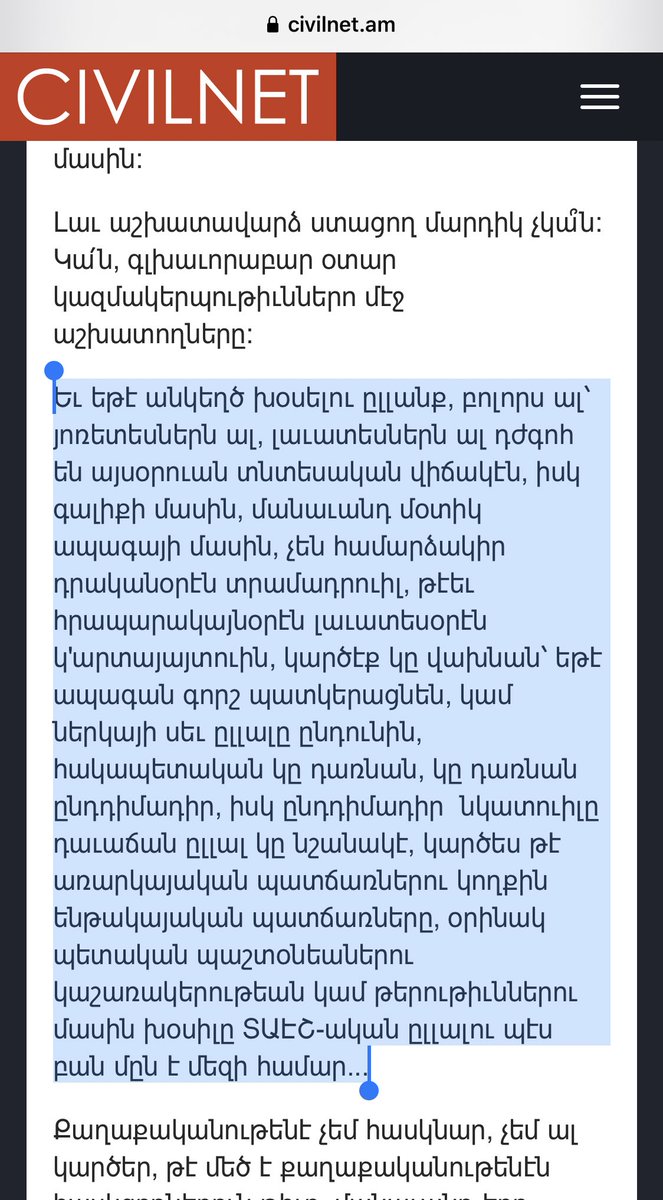 civilnet.am
CIVILNET
մասին:
Լաւ աշխատավարձ ստացող մարդիկ չկա՞ն:
Կա՛ն, գլխաւորաբար օտար
կազմակերպութիւններո մէջ
աշխատողները:
Եւ եթէ անկեղծ խօսելու ըլլանք, բոլորս ալ՝
յոռետեսներն ալ, լաւատեսներն ալ դժգոհ
են այսօրուան տնտեսական վիճակէն, իսկ
գալիքի մասին, մանաւանդ մօտիկ
ապագայի մասին, չեն համարձակիր
դրականօրէն տրամադրուիլ, թէեւ
հրապարակայնօրէն լաւատեսօրէն
կ'արտայայտուին, կարծէք կը վախնան՝ եթէ
ապագան գորշ պատկերացնեն, կամ
ներկայի սեւ ըլլալը ընդունին,
հակապետական կը դառնան, կը դառնան
ընդդիմադիր, իսկ ընդդիմադիր նկատուիլը
դաւաճան ըլլալ կը նշանակէ, կարծես թէ
առարկայական պատճառներու կողքին
ենթակայական պատճառները, օրինակ
պետական պաշտօնեաներու
կաշառակերութեան կամ թերութիւններու
մասին խօսիլը ՏԱԷՇ-ական ըլլալու պէս
բան մըն է մեզի համար...
Քաղաքականութենէ չեմ հասկնար, չեմ ալ
կարծեր, թէ մեծ է քաղաքականութենէն